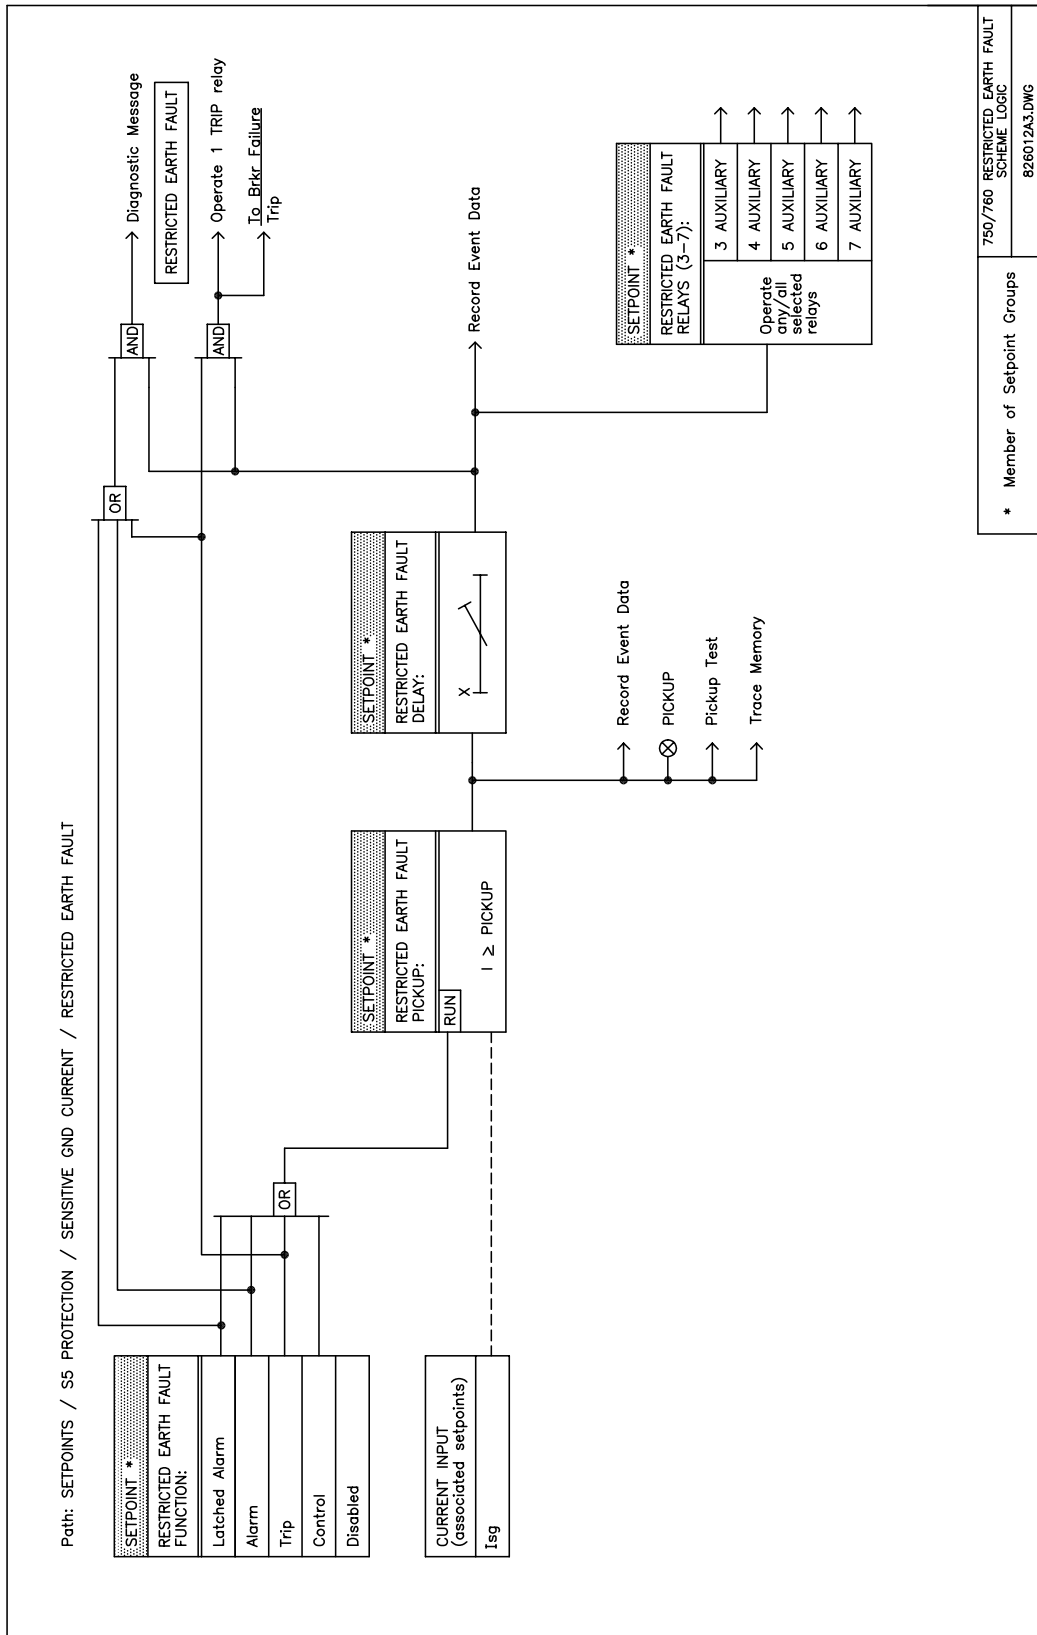 Path: SETPOINTS / S5 PROTECTION / SENSITIVE GND CURRENT / RESTRICTED EARTH FAULT
SETPOINT *
RESTRICTED EARTH FAULT
FUNCTION:
Latched Alarm
Alarm
Trip
Control
Disabled
CURRENT INPUT
(associated setpoints)
Isg
OR
SETPOINT *
RESTRICTED EARTH FAULT
PICKUP:
RUN
I ≥ PICKUP
SETPOINT *
RESTRICTED EARTH FAULT
DELAY:
X
Record Event Data
PICKUP
Pickup Test
Trace Memory
OR
AND
Diagnostic Message
RESTRICTED EARTH FAULT
AND
Operate 1 TRIP relay
To Brkr Failure
Trip
Record Event Data
SETPOINT *
RESTRICTED EARTH FAULT
RELAYS (3-7):
Operate
any/all
selected
relays
3 AUXILIARY
4 AUXILIARY
5 AUXILIARY
6 AUXILIARY
7 AUXILIARY
* Member of Setpoint Groups
750/760 RESTRICTED EARTH FAULT
SCHEME LOGIC
826012A3.DWG